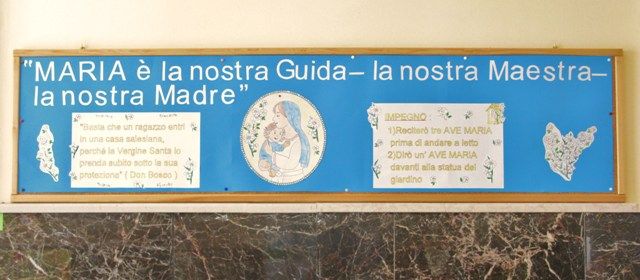 "MARIA è la nostra Guida– la nostra Maestra–
la nostra Madre"
"Basta che un ragazzo entri
in una casa salesiana,
perchè la Vergine Santa lo
prenda subito sotto la sua
protezione" ( Don Bosco )
IMPEGNO :
1)Reciterò tre AVE MARIA
prima di andare a letto
2)Dirò un' AVE MARIA
davanti alla statua del
giardino